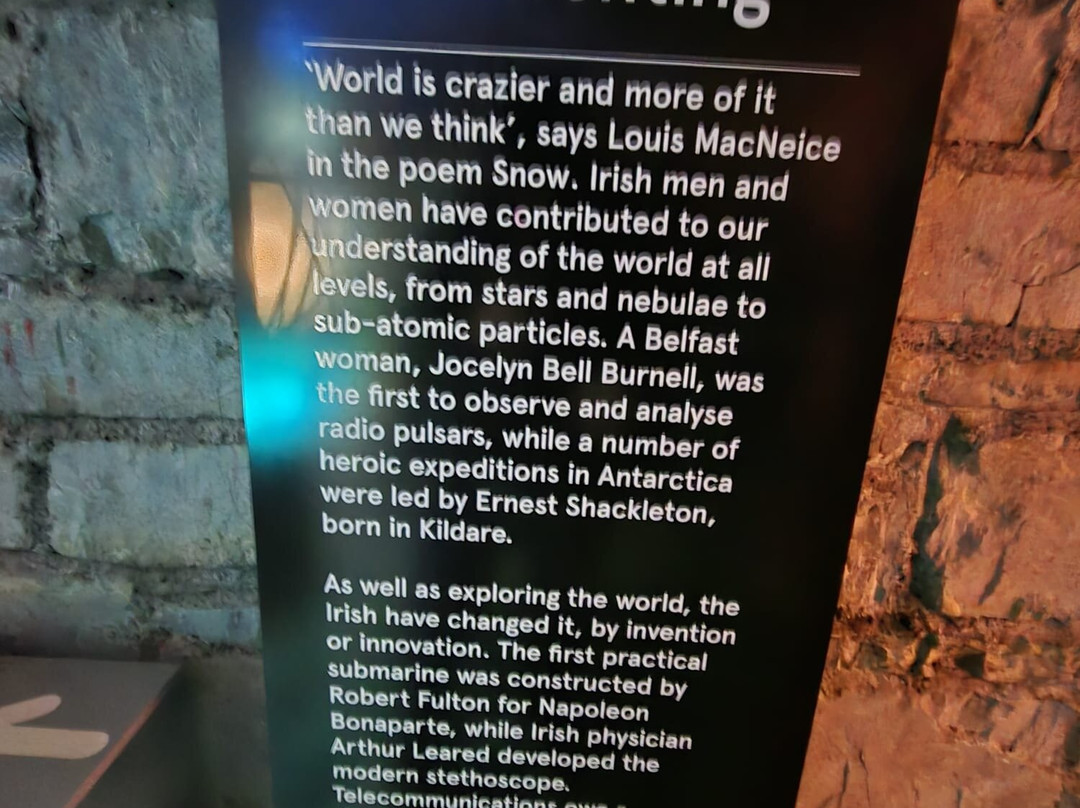 ‘World is crazier and more of it
than we think’, says Louis MacNeice
in the poem Snow. Irish men and
women have contributed to our
understanding of the world at all
levels, from stars and nebulae to
sub-atomic particles. A Belfast
woman, Jocelyn Bell Burnell, was
the first to observe and analyse
radio pulsars, while a number of
heroic expeditions in Antarctica
were led by Ernest Shackleton,
born in Kildare.
As well as exploring the world, the
Irish have changed it, by invention
or innovation. The first practical
submarine was constructed by
Robert Fulton for Napoleon
Bonaparte, while Irish physician
Arthur Leared developed the
modern stethoscope.
Telecommunications